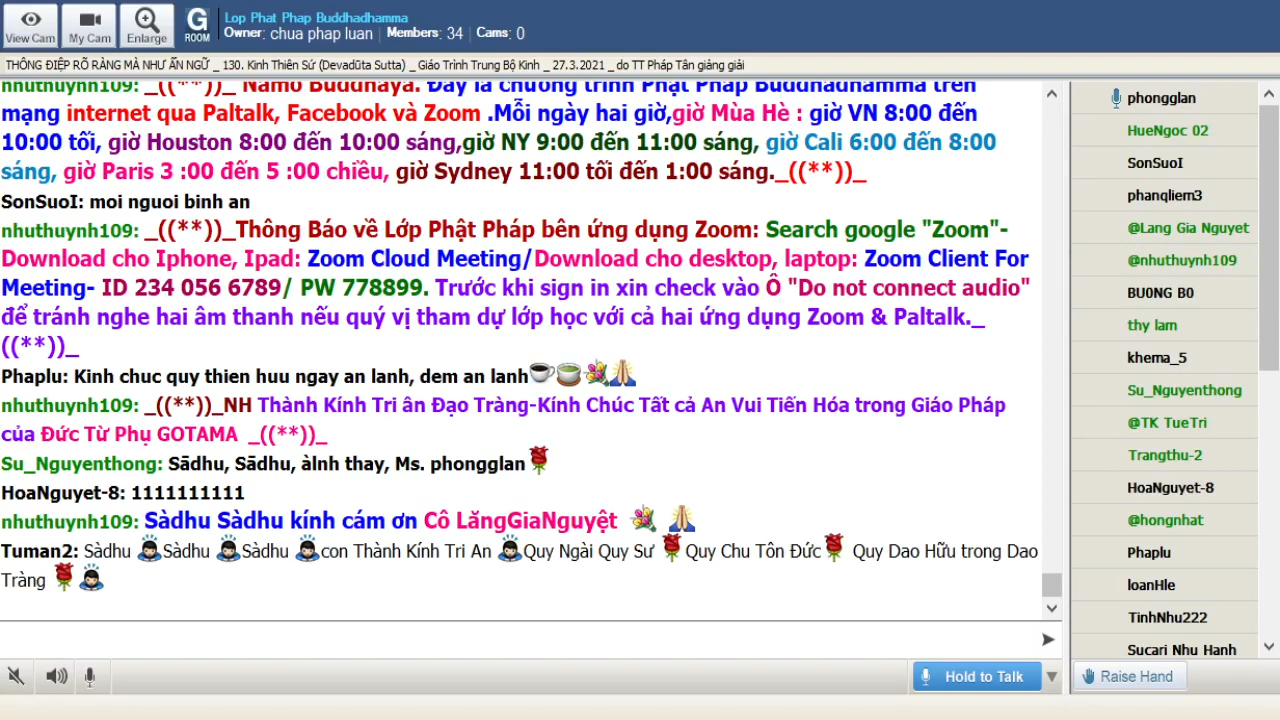 View Cam
My Cam
Enlarge
G
ROOM
Lop Phat Phap Buddhadhamma
Owner: chua phap luan
Members: 34
Cams: 0
THÔNG ĐIỆP RÕ RÀNG MÀ NHƯ ẨN NGỮ _ 130. Kinh Thiên Sứ (Devadūta Sutta) _ Giáo Trình Trung Bộ Kinh _ 27.3.2021 _ do TT Pháp Tân giảng giải
nhuthuynh109: _((**))_ Namo Buddhaya. Đây là chương trình Phật Pháp Buddhadhamma trên
mạng internet qua Paltalk, Facebook và Zoom .Mỗi ngày hai giờ,giờ Mùa Hè : giờ VN 8:00 đến
10:00 tối, giờ Houston 8:00 đến 10:00 sáng,giờ NY 9:00 đến 11:00 sáng, giờ Cali 6:00 đến 8:00
sáng, giờ Paris 3 :00 đến 5 :00 chiều, giờ Sydney 11:00 tối đến 1:00 sáng._((**))_
SonSuoI: moi nguoi binh an
nhuthuynh109: _((**))_Thông Báo về Lớp Phật Pháp bên ứng dụng Zoom: Search google "Zoom"-
Download cho Iphone, Ipad: Zoom Cloud Meeting/Download cho desktop, laptop: Zoom Client For
Meeting- ID 234 056 6789/ PW 778899. Trước khi sign in xin check vào Ô "Do not connect audio"
để tránh nghe hai âm thanh nếu quý vị tham dự lớp học với cả hai ứng dụng Zoom & Paltalk._
((**))_
Phaplu: Kinh chuc quy thien huu ngay an lanh, dem an lanh
nhuthuynh109: _((**))_NH Thành Kính Tri ân Đạo Tràng-Kính Chúc Tất cả An Vui Tiến Hóa trong Giáo Pháp
của Đức Từ Phụ GOTAMA _((**))_
Su_Nguyenthong: Sādhu, Sādhu, àlnh thay, Ms. phongglan
HoaNguyet-8: 1111111111
nhuthuynh109: Sàdhu Sàdhu kính cám ơn Cô LăngGiaNguyệt
Tuman2: Sàdhu Sàdhu Sàdhu con Thành Kính Tri An Quy Ngài Quy Sư Quy Chu Tôn Đức Quy Dao Hữu trong Dao
Tràng
Hold to Talk
phongglan
HueNgoc 02
SonSuoI
phanqliem3
@Lang Gia Nguyet
@nhuthuynh109
BU0NG B0
thy lam
khema_5
Su_Nguyenthong
@TK TueTri
Trangthu-2
HoaNguyet-8
@hongnhat
Phaplu
loanHle
TinhNhu222
Sucari Nhu Hanh
Raise Hand